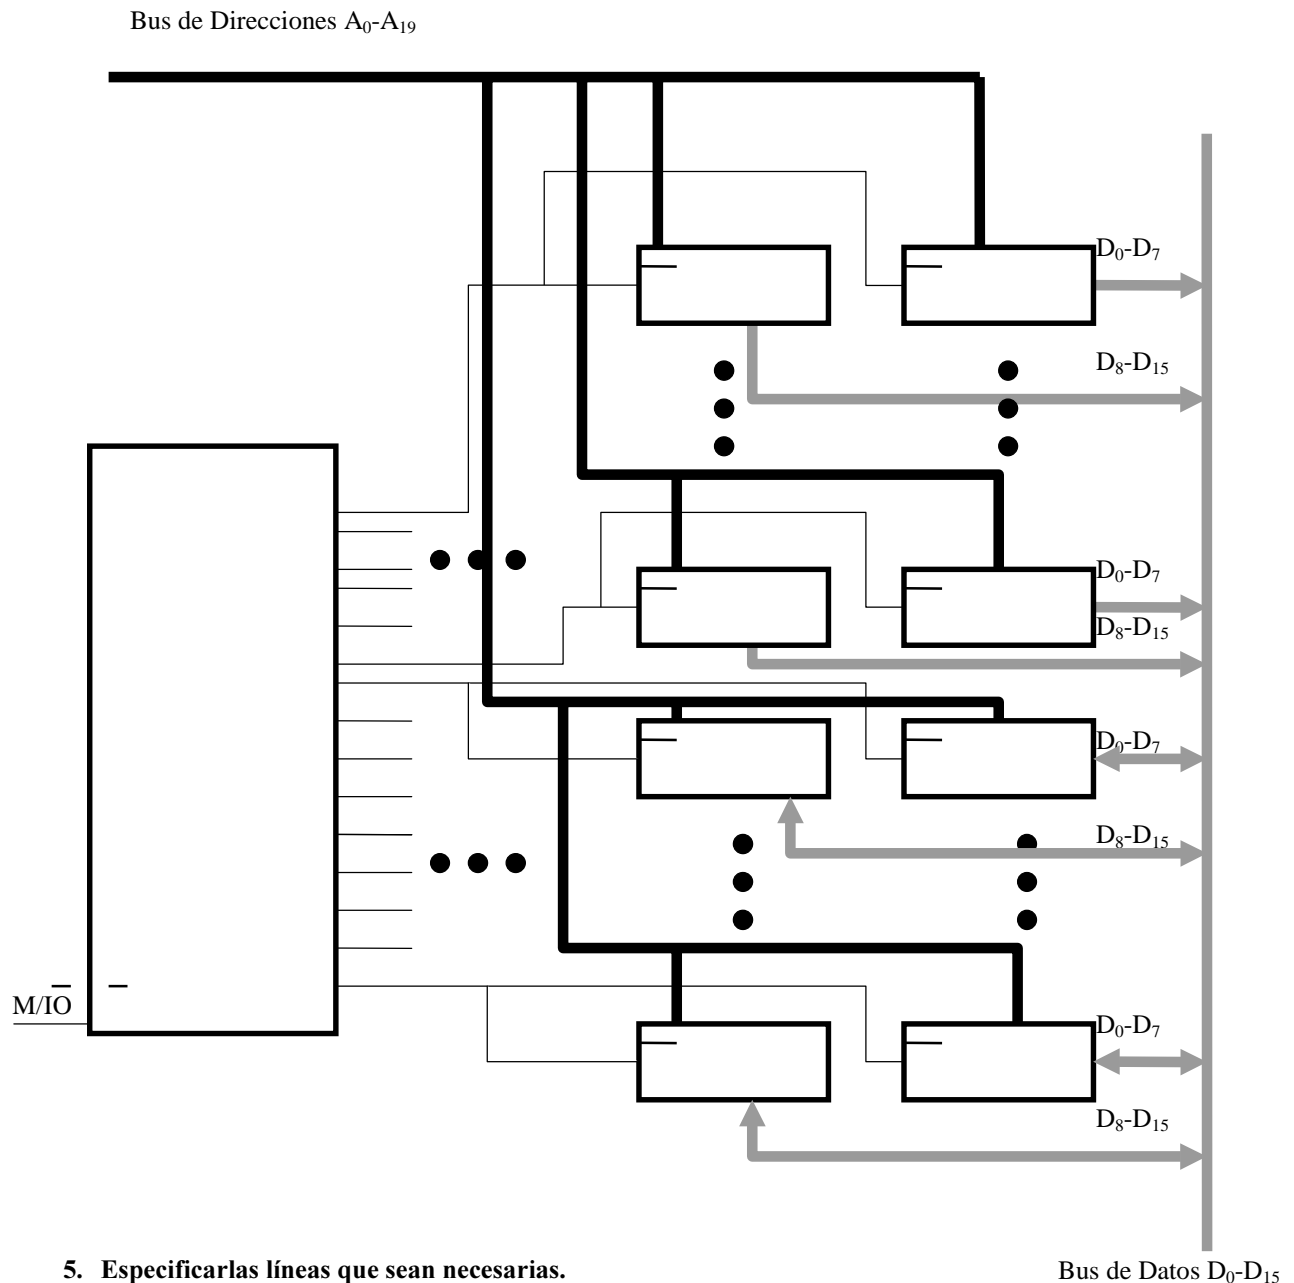 Bus de Direcciones A₀-A₁₉
D₀-D₇
D₈-D₁₅
D₀-D₇
D₈-D₁₅
D₀-D₇
D₈-D₁₅
M/IO̅
D₀-D₇
D₈-D₁₅
5. Especificarlas líneas que sean necesarias.
Bus de Datos D₀-D₁₅